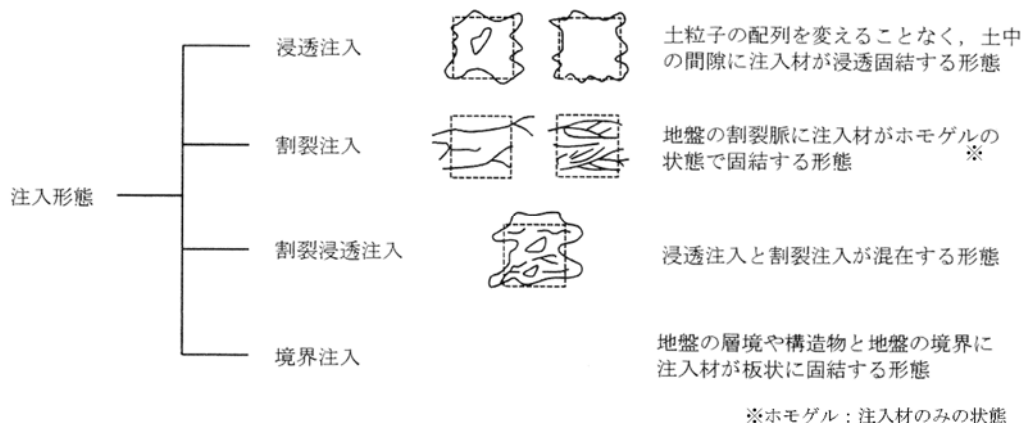 浸透注入
土粒子の配列を変えることなく，土中
の間隙に注入材が浸透固結する形態
割裂注入
地盤の割裂脈に注入材がホモゲルの
※
状態で固結する形態
注入形態
割裂浸透注入
浸透注入と割裂注入が混在する形態
境界注入
地盤の層境や構造物と地盤の境界に
注入材が板状に固結する形態
※ホモゲル：注入材のみの状態